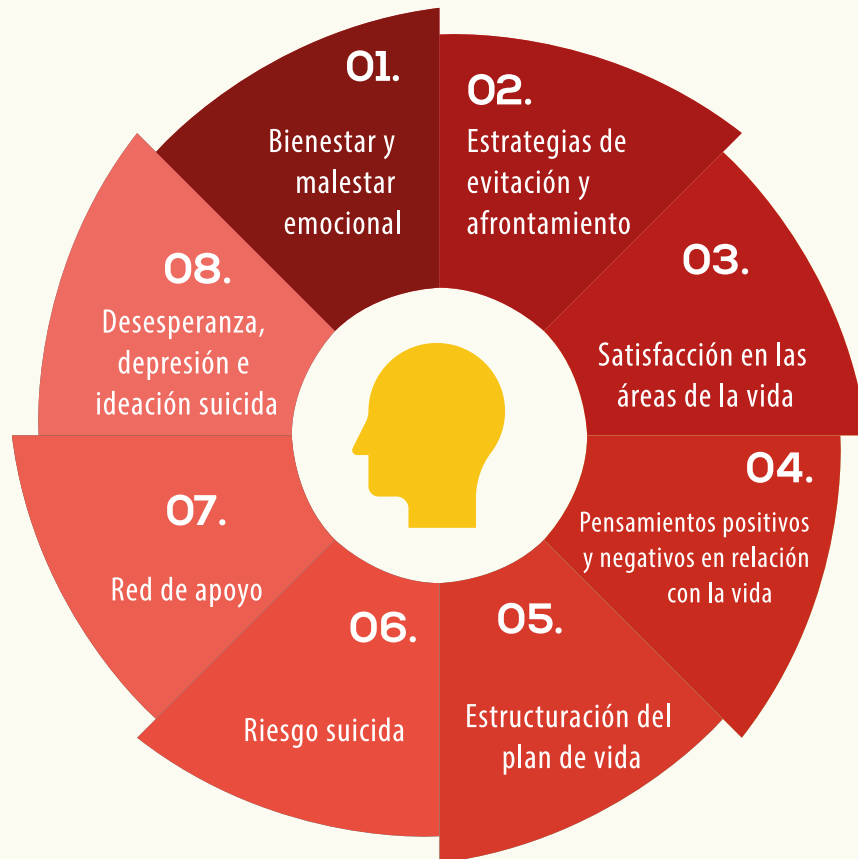 01.
Bienestar y
malestar
emocional
02.
Estrategias de
evitación y
afrontamiento
03.
Satisfacción en las
áreas de la vida
04.
Pensamientos positivos
y negativos en relación
con la vida
05.
Estructuración del
plan de vida
06.
Riesgo suicida
07.
Red de apoyo
08.
Desesperanza,
depresión e
ideación suicida